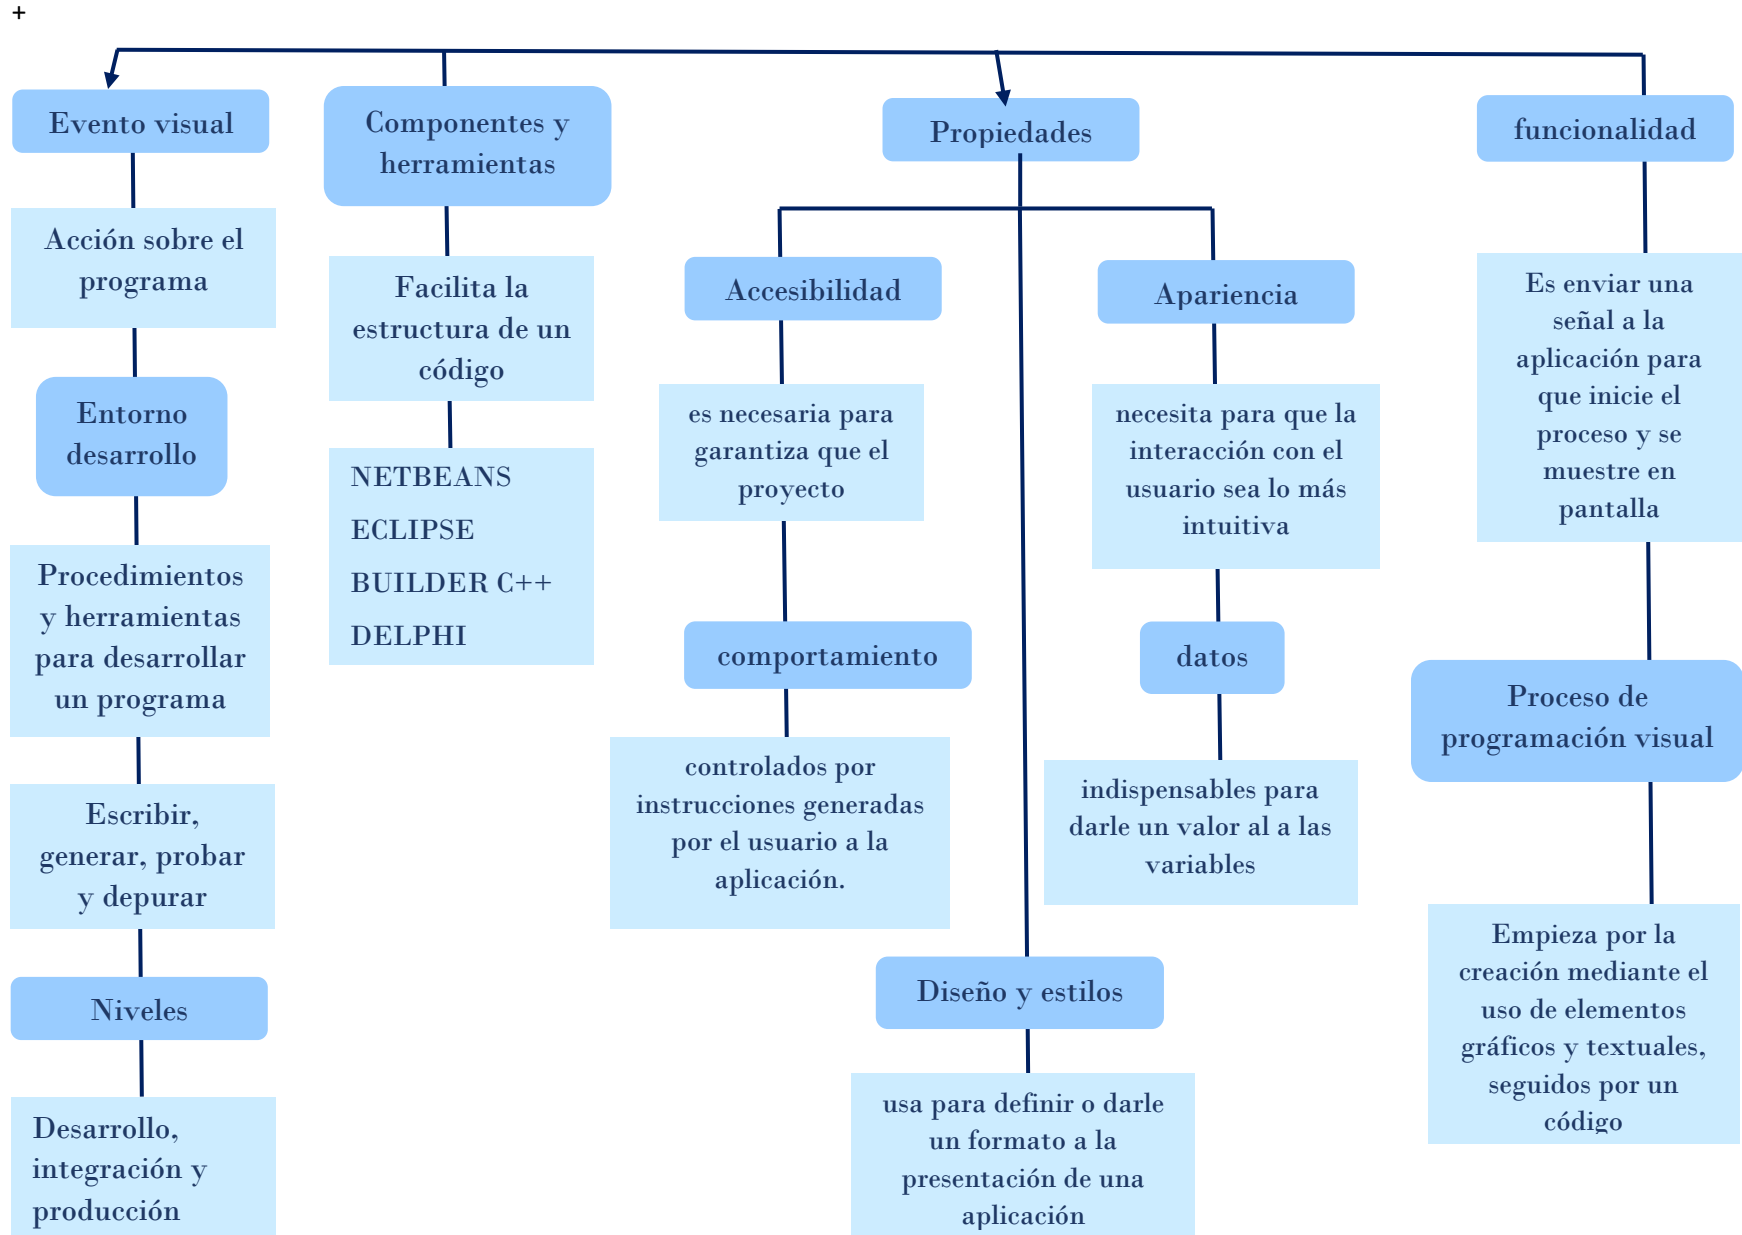 +
Evento visual
Acción sobre el
programa
Entorno
desarrollo
Procedimientos
y herramientas
para desarrollar
un programa
Escribir,
generar, probar
y depurar
Niveles
Desarrollo,
integración y
producción
Componentes y
herramientas
Facilita la
estructura de un
código
NETBEANS
ECLIPSE
BUILDER C++
DELPHI
Propiedades
Accesibilidad
es necesaria para
garantiza que el
proyecto
comportamiento
controlados por
instrucciones generadas
por el usuario a la
aplicación.
Apariencia
necesita para que la
interacción con el
usuario sea lo más
intuitiva
datos
indispensables para
darle un valor al a las
variables
Diseño y estilos
usa para definir o darle
un formato a la
presentación de una
aplicación
funcionalidad
Es enviar una
señal a la
aplicación para
que inicie el
proceso y se
muestre en
pantalla
Proceso de
programación visual
Empieza por la
creación mediante el
uso de elementos
gráficos y textuales,
seguidos por un
código